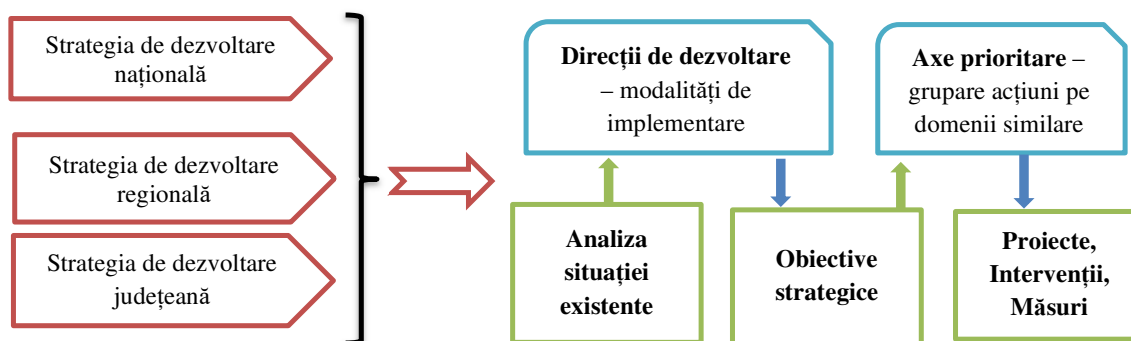 Strategia de dezvoltare
națională
Strategia de dezvoltare
regională
Strategia de dezvoltare
județeană
Direcții de dezvoltare
– modalități de
implementare
Axe prioritare –
grupare acțiuni pe
domenii similare
Analiza
situației
existente
Obiective
strategice
Proiecte,
Intervenții,
Măsuri